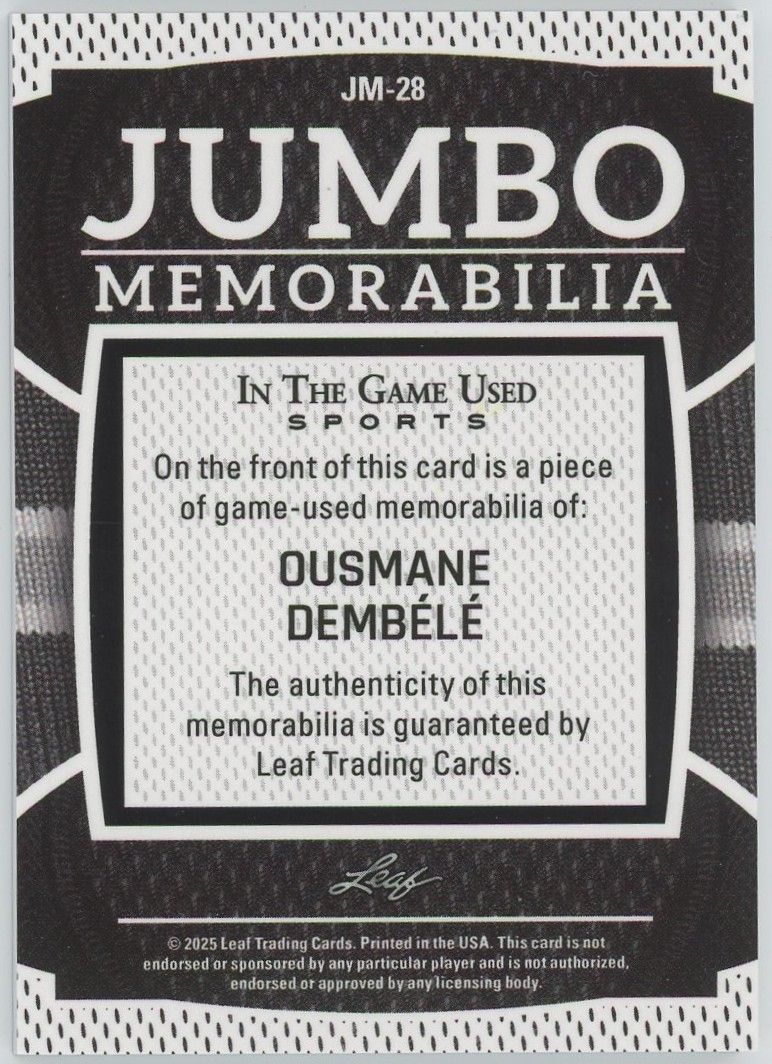 JM-28
JUMBO
MEMORABILIA
IN THE GAME USED
SPORTS
On the front of this card is a piece
of game-used memorabilia of:
OUSMANE
DEMBÉLÉ
The authenticity of this
memorabilia is guaranteed by
Leaf Trading Cards.
Leaf
© 2025 Leaf Trading Cards. Printed in the USA. This card is not
endorsed or sponsored by any particular player and is not authorized,
endorsed or approved by any licensing body.